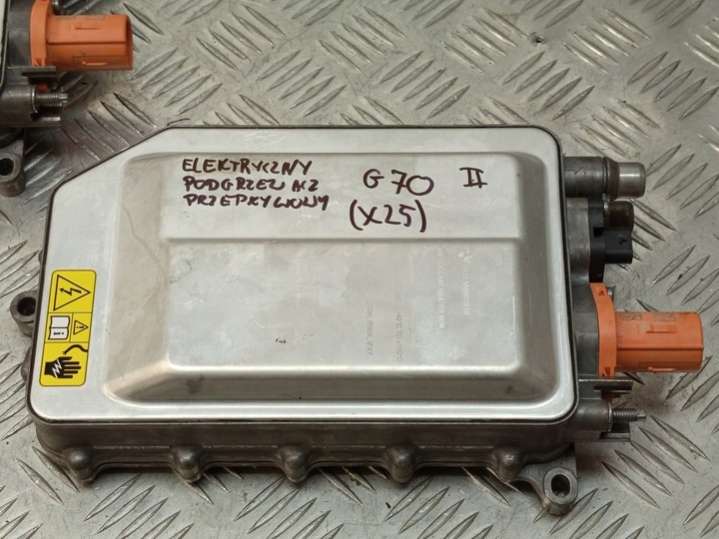 ELEKTRYCZNY
PODGRZEWACZ
PRZEPŁYWOWY
G70 II
(X25)